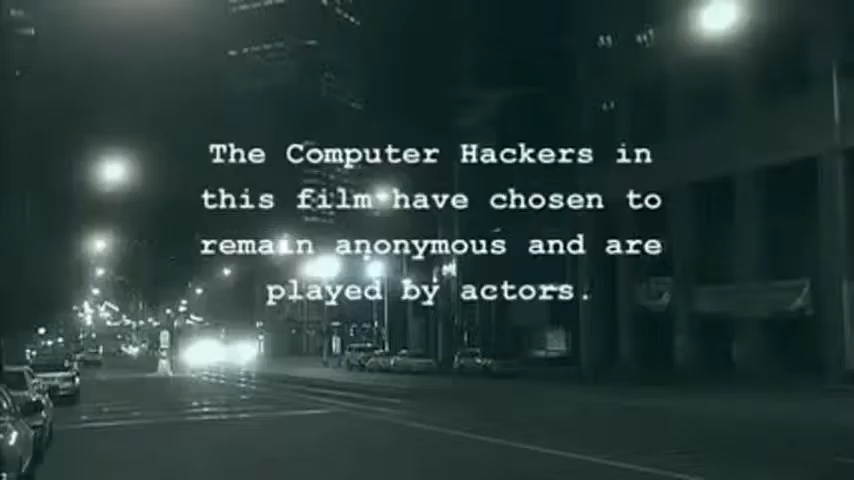 The Computer Hackers in
this film have chosen to
remain anonymous and are
played by actors.